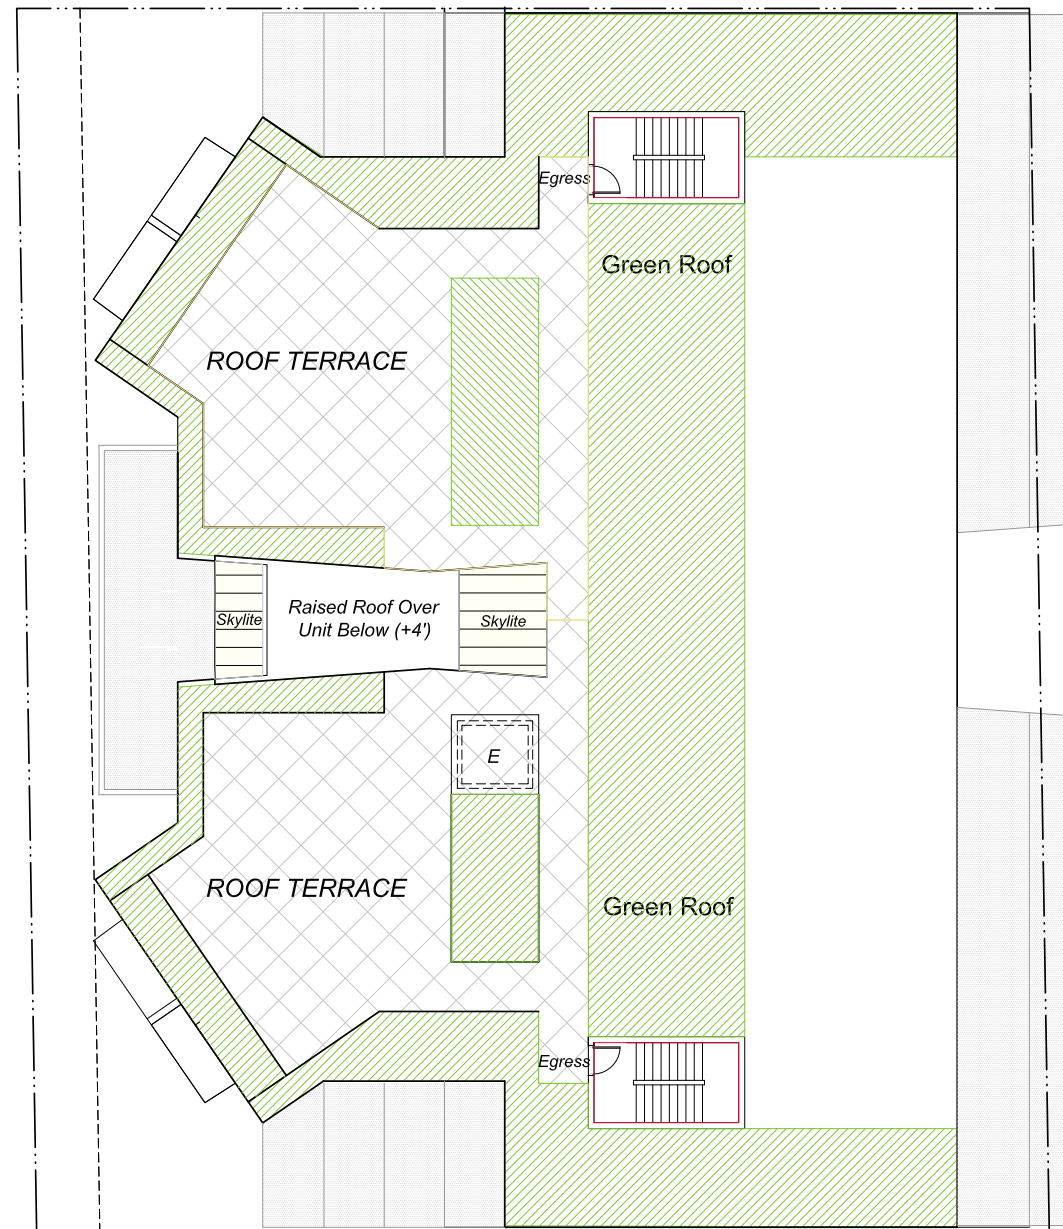 Egress
Green Roof
ROOF TERRACE
Skylite
Raised Roof Over
Unit Below (+4')
Skylite
E
ROOF TERRACE
Green Roof
Egress